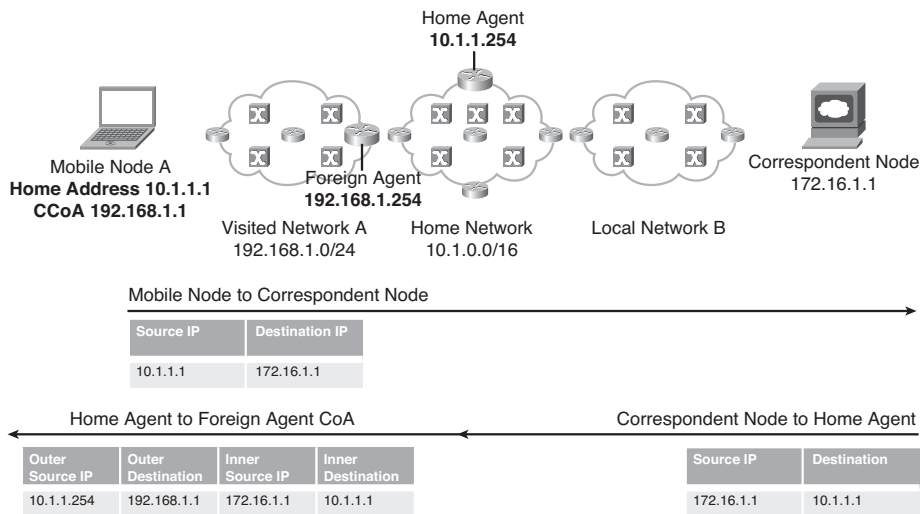 Home Agent
10.1.1.254
Mobile Node A
Home Address 10.1.1.1
CCoA 192.168.1.1
Foreign Agent
192.168.1.254
Correspondent Node
172.16.1.1
Visited Network A
192.168.1.0/24
Home Network
10.1.0.0/16
Local Network B
Mobile Node to Correspondent Node
Source IP Destination IP
10.1.1.1 172.16.1.1
Home Agent to Foreign Agent CoA
Outer Source IP Outer Destination Inner Source IP Inner Destination
10.1.1.254 192.168.1.1 172.16.1.1 10.1.1.1
Correspondent Node to Home Agent
Source IP Destination
172.16.1.1 10.1.1.1